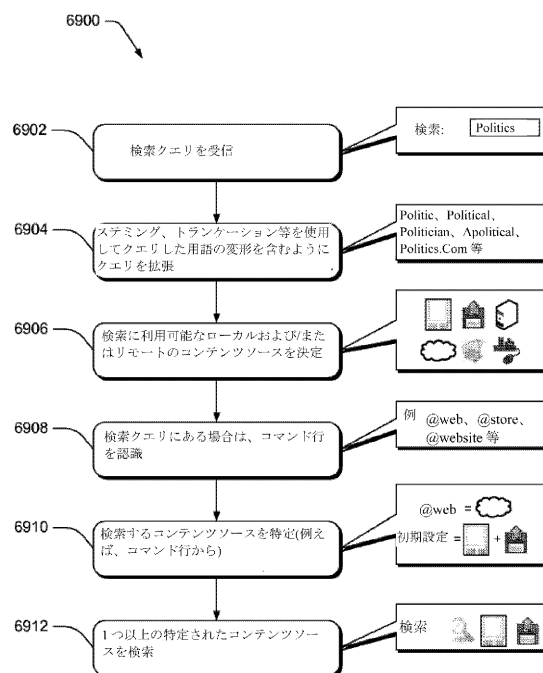 6900
6902
検索クエリを受信
検索:
Politics
6904
ステミング、トランケーション等を使用
してクエリした用語の変形を含むように
クエリを拡張
Politic、Political、
Politician、Apolitical、
Politics.Com 等
6906
検索に利用可能なローカルおよび/また
はリモートのコンテンツソースを決定
6908
検索クエリにある場合は、コマンド行
を認識
例 @web、@store、
@website 等
6910
検索するコンテンツソースを特定(例え
ば、コマンド行から)
@web =
初期設定 = +
6912
1つ以上の特定されたコンテンツソー
スを検索
検索